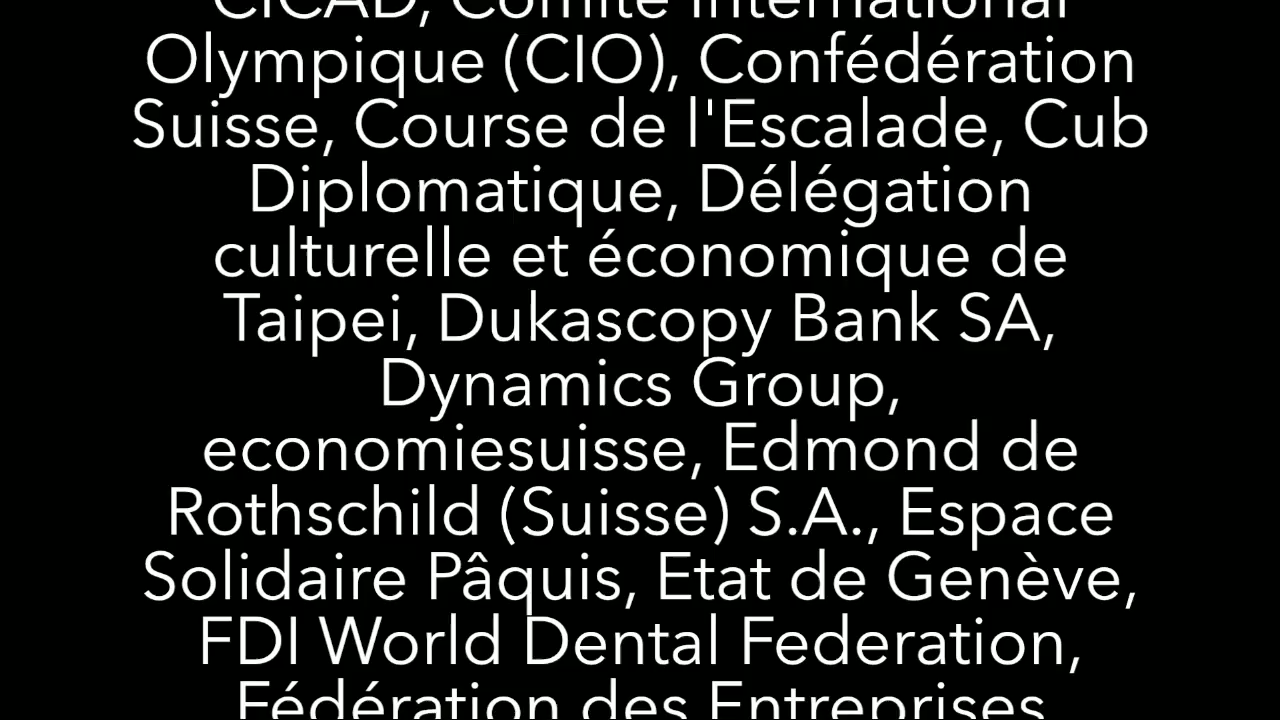 CICAD, Comité International
Olympique (CIO), Confédération
Suisse, Course de l'Escalade, Cub
Diplomatique, Délégation
culturelle et économique de
Taipei, Dukascopy Bank SA,
Dynamics Group,
economiesuisse, Edmond de
Rothschild (Suisse) S.A., Espace
Solidaire Pâquis, Etat de Genève,
FDI World Dental Federation,
Fédération des Entreprises